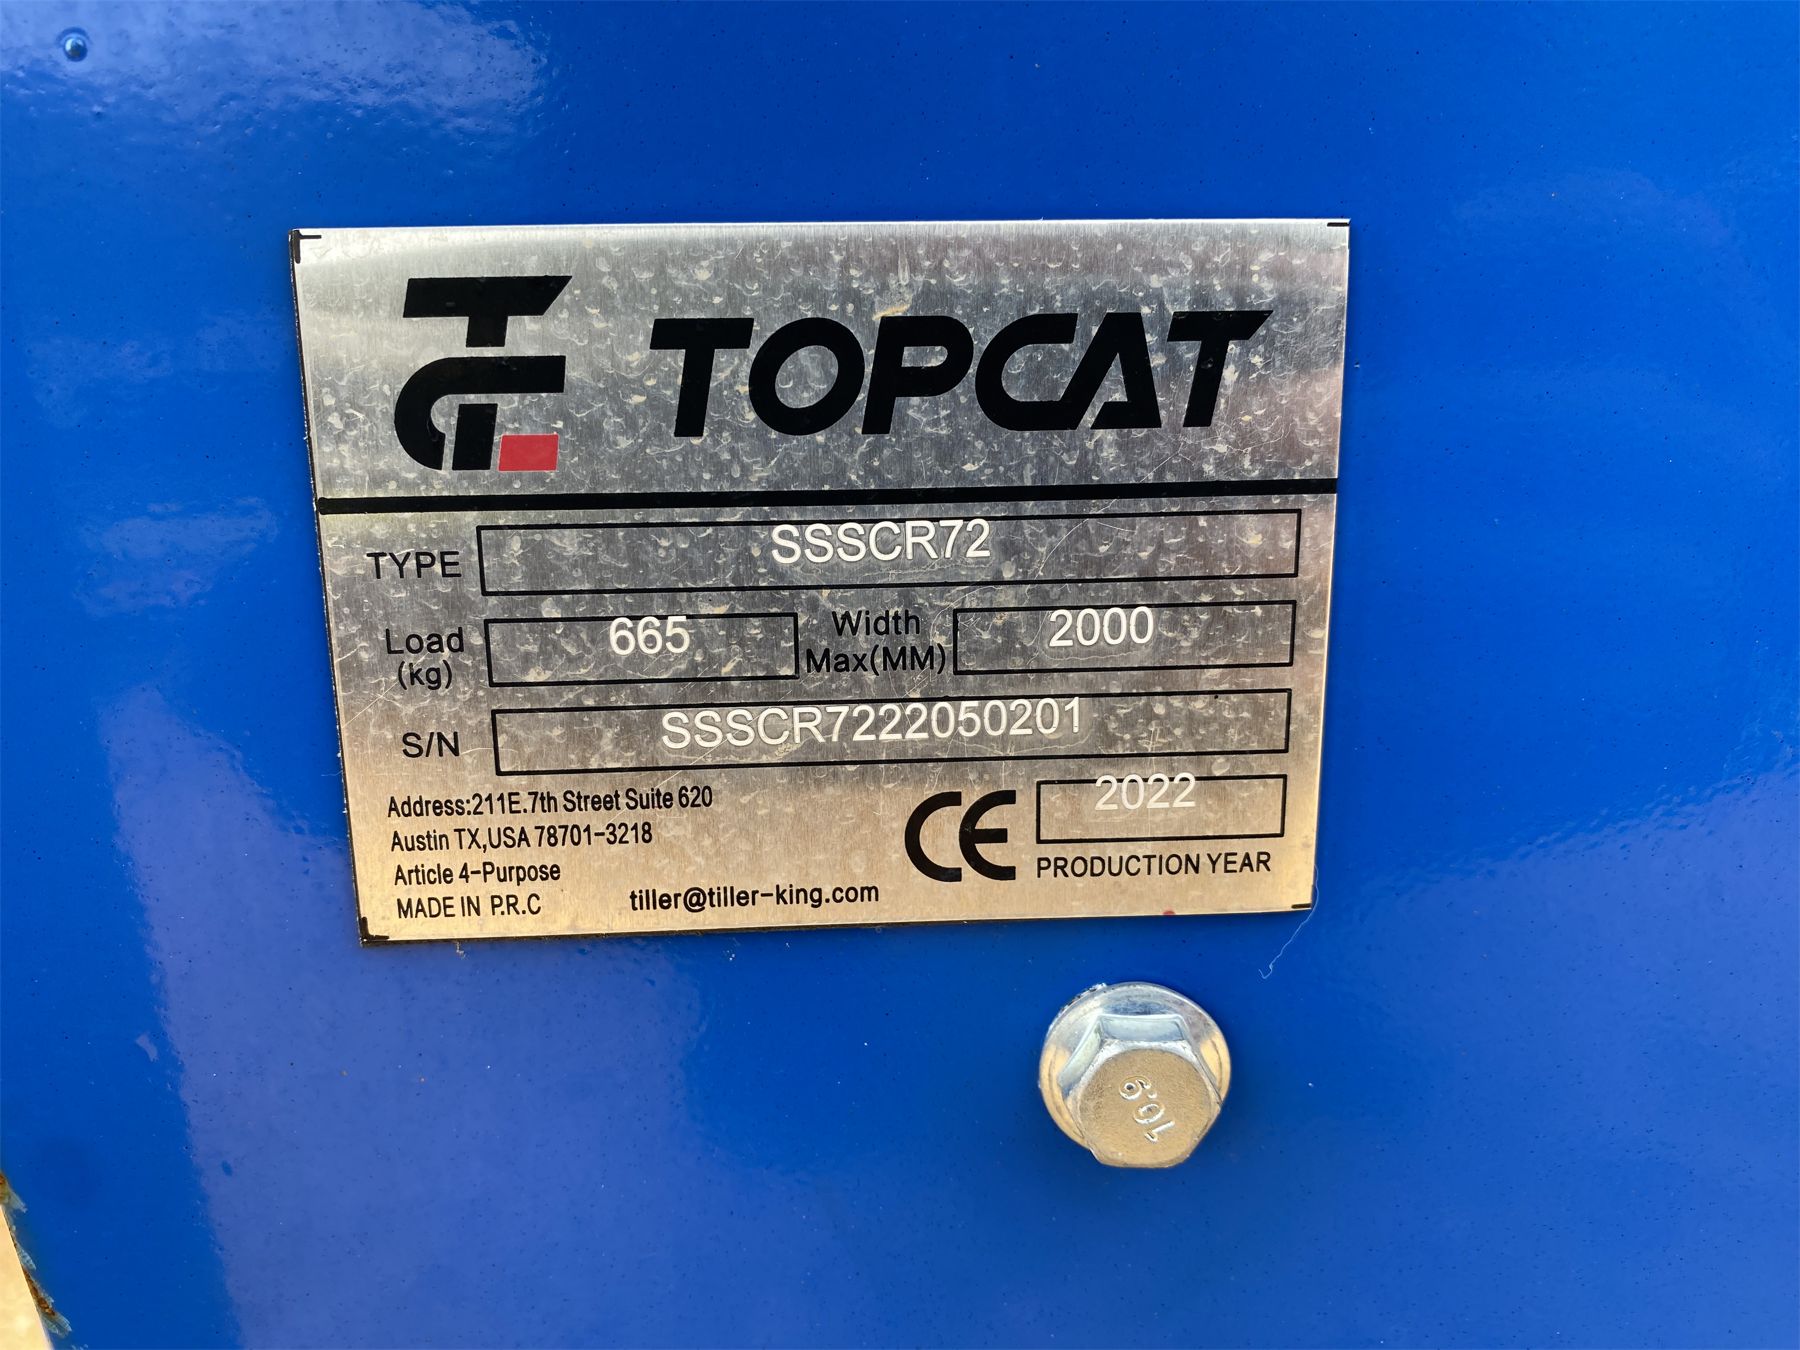 TOPCAT
TYPE SSSCR72
Load (kg) 665 Width Max(MM) 2000
S/N SSSCR7222050201
Address:211E.7th Street Suite 620
Austin TX,USA 78701-3218
Article 4-Purpose
MADE IN P.R.C
tiller@tiller-king.com
CE
2022
PRODUCTION YEAR